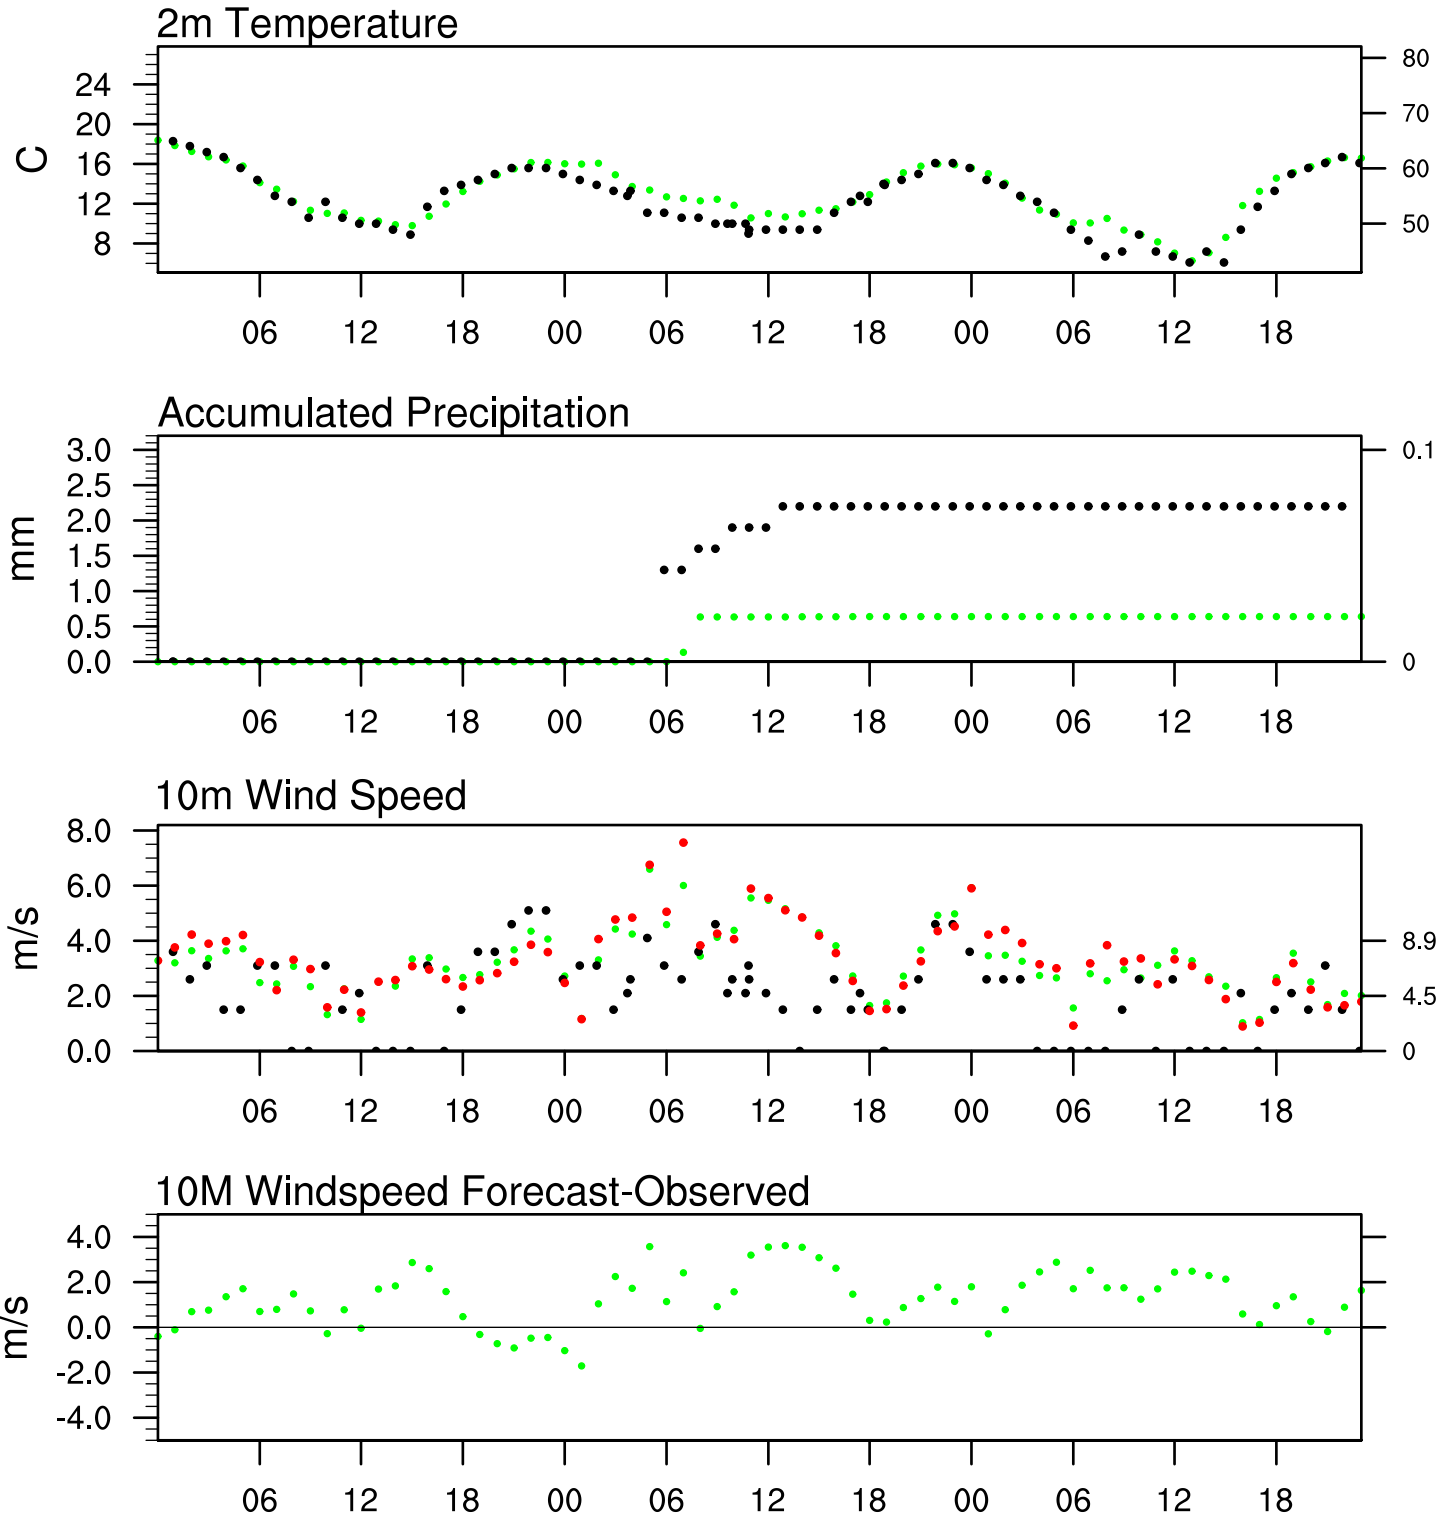 2m Temperature
24
20
16
12
8
C
80
70
60
50
06 12 18 00 06 12 18 00 06 12 18
Accumulated Precipitation
3.0
2.5
2.0
1.5
1.0
0.5
0.0
mm
0.1
0
06 12 18 00 06 12 18 00 06 12 18
10m Wind Speed
8.0
6.0
4.0
2.0
0.0
m/s
8.9
4.5
0
06 12 18 00 06 12 18 00 06 12 18
10M Windspeed Forecast-Observed
4.0
2.0
0.0
-2.0
-4.0
m/s
06 12 18 00 06 12 18 00 06 12 18